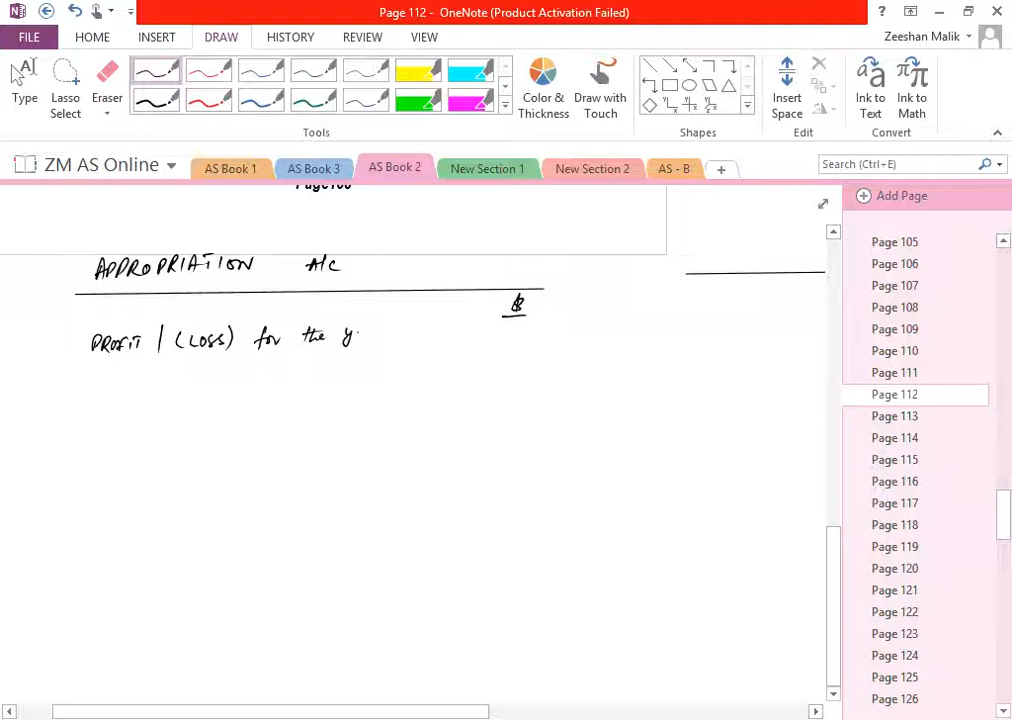 Page 112 - OneNote (Product Activation Failed)
?
FILE HOME INSERT DRAW HISTORY REVIEW VIEW
Zeeshan Malik
Type
Lasso Select
Eraser
Color & Thickness
Draw with Touch
Insert Space
Ink to Text
Ink to Math
Tools
Shapes
Edit
Convert
ZM AS Online
AS Book 1
AS Book 3
AS Book 2
New Section 1
New Section 2
AS - B
Search (Ctrl+E)
Add Page
APPROPRIATION A/C
$
PROFIT / (LOSS) for the y
Page 105
Page 106
Page 107
Page 108
Page 109
Page 110
Page 111
Page 112
Page 113
Page 114
Page 115
Page 116
Page 117
Page 118
Page 119
Page 120
Page 121
Page 122
Page 123
Page 124
Page 125
Page 126